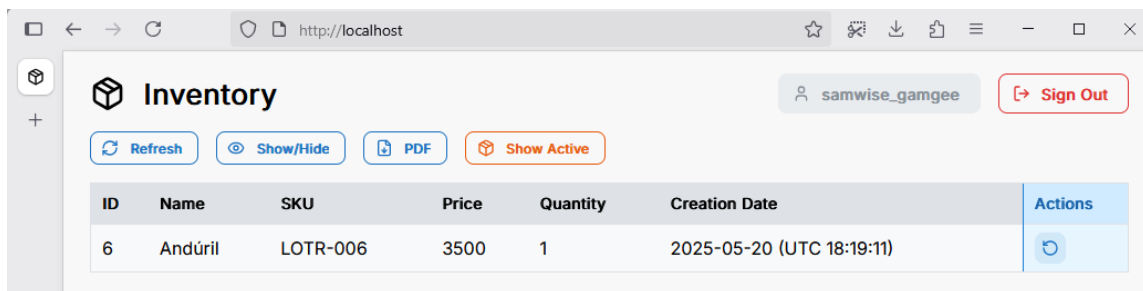 http://localhost
Inventory
samwise_gamgee
Sign Out
Refresh
Show/Hide
PDF
Show Active
ID Name SKU Price Quantity Creation Date Actions
6 Andúril LOTR-006 3500 1 2025-05-20 (UTC 18:19:11)